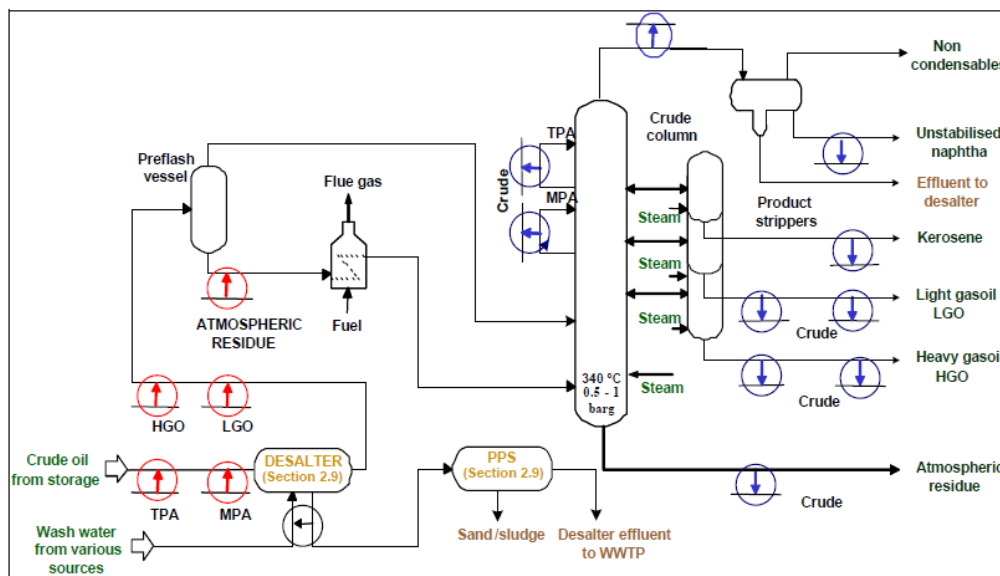 Non
condensables
TPA
Crude
column
Preflash
vessel
Unstabilised
naphtha
Flue gas
Crude
MPA
Effluent to
desalter
Product
strippers
Steam
Kerosene
Steam
Light gasoil
LGO
ATMOSPHERIC
RESIDUE
Fuel
Steam
Crude
Heavy gasoil
HGO
340 °C
0.5 - 1
barg
Steam
Crude
HGO
LGO
Crude oil
from storage
DESALTER
(Section 2.9)
PPS
(Section 2.9)
Atmospheric
residue
TPA
MPA
Crude
Wash water
from various
sources
Sand/sludge
Desalter effluent
to WWTP